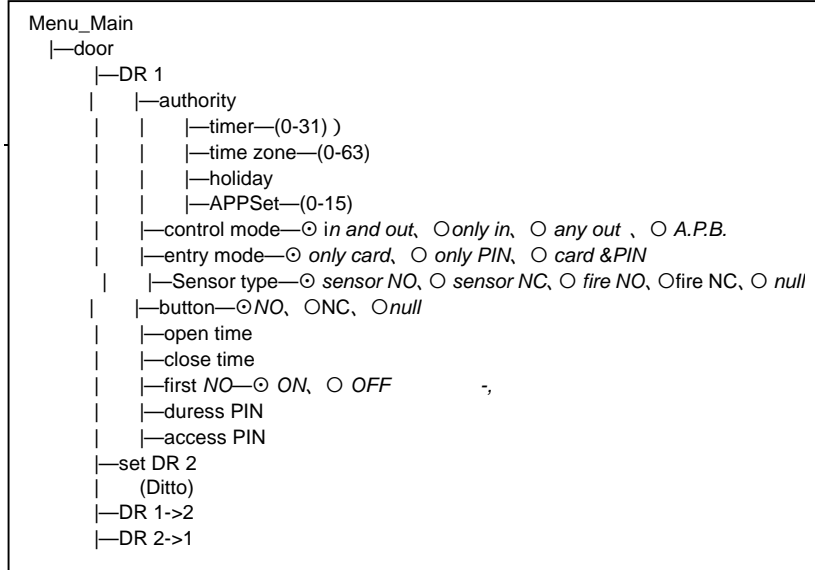 Menu_Main
|—door
|—DR 1
| |—authority
| | |—timer—(0-31) )
| | |—time zone—(0-63)
| | |—holiday
| | |—APPSet—(0-15)
| |—control mode—⊙ in and out、○only in、○ any out 、○ A.P.B.
| |—entry mode—⊙ only card、○ only PIN、○ card &PIN
| |—Sensor type—⊙ sensor NO、○ sensor NC、○ fire NO、○fire NC、○ null
| |—button—⊙NO、○NC、○null
| |—open time
| |—close time
| |—first NO—⊙ ON、○ OFF -,
| |—duress PIN
| |—access PIN
|—set DR 2
| (Ditto)
|—DR 1->2
|—DR 2->1